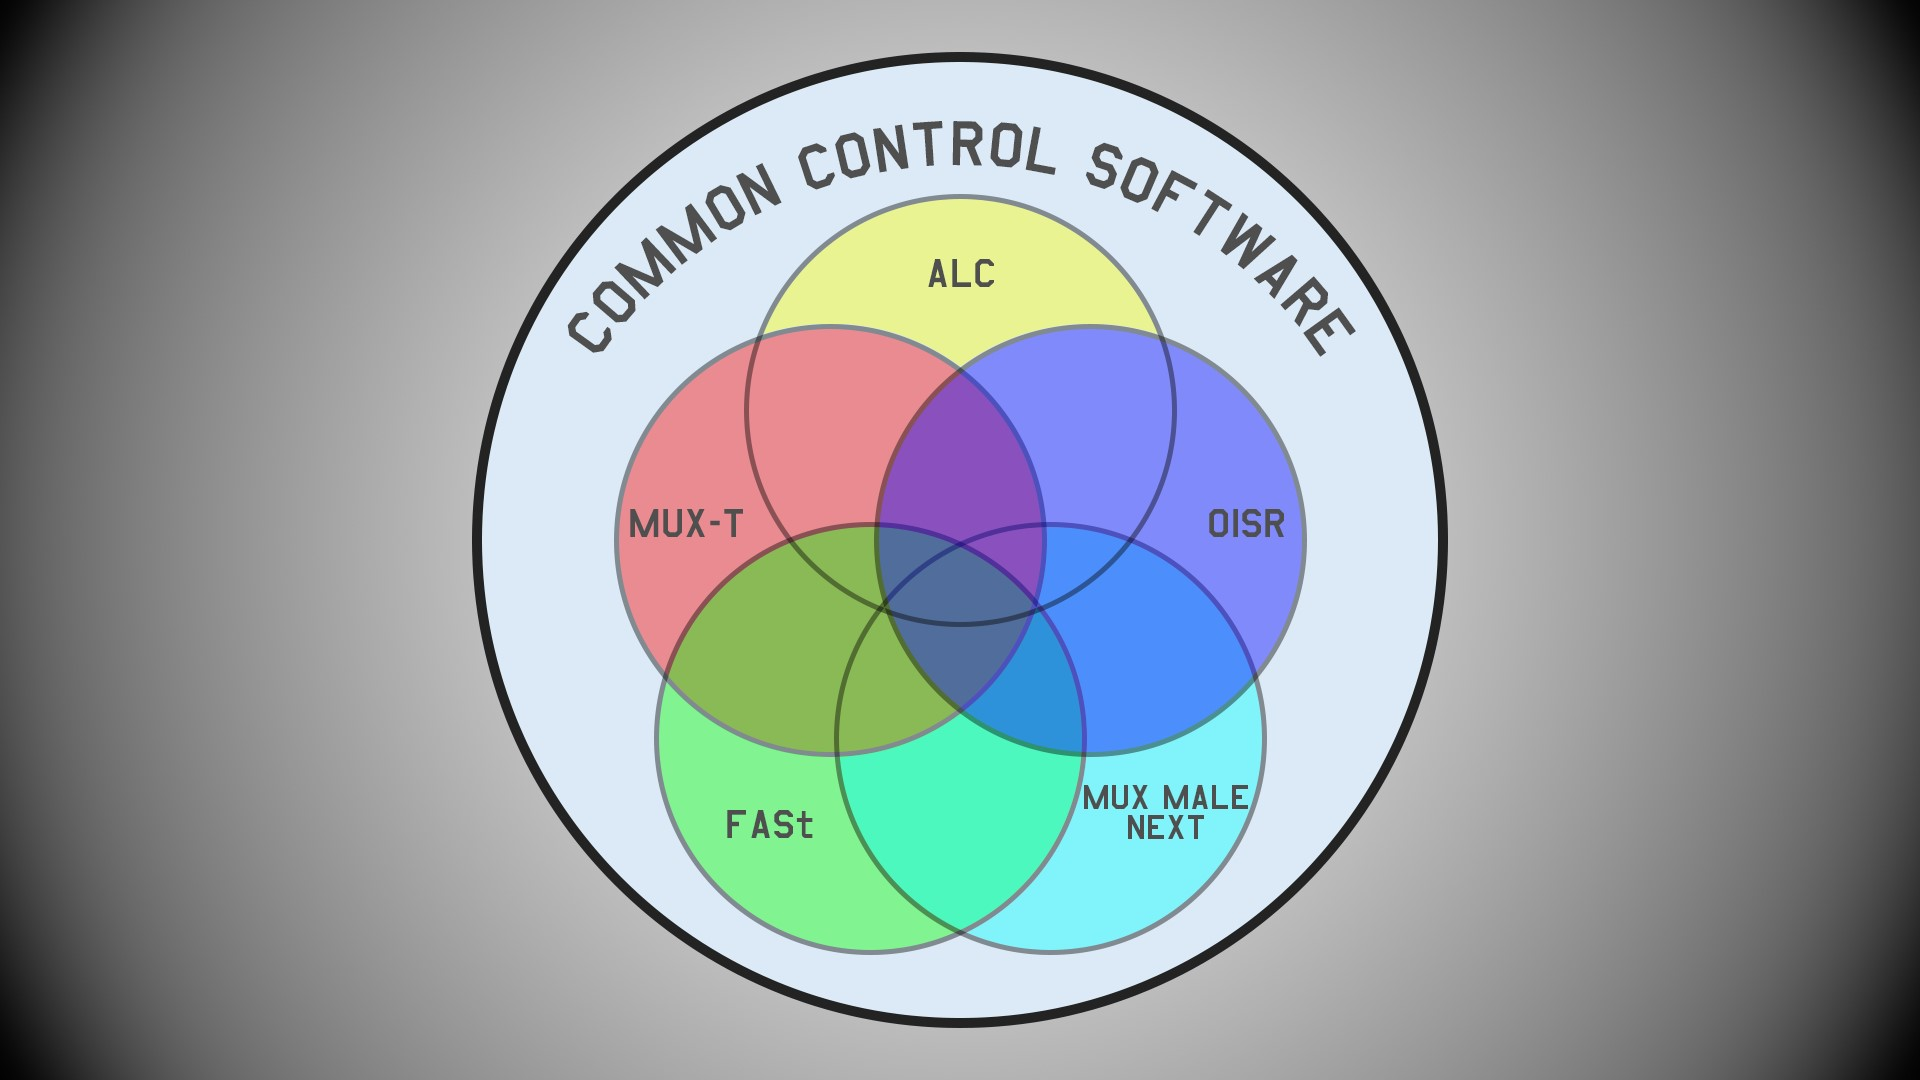 COMMON CONTROL SOFTWARE
ALC
MUX-T
OISR
FASt
MUX MALE
NEXT